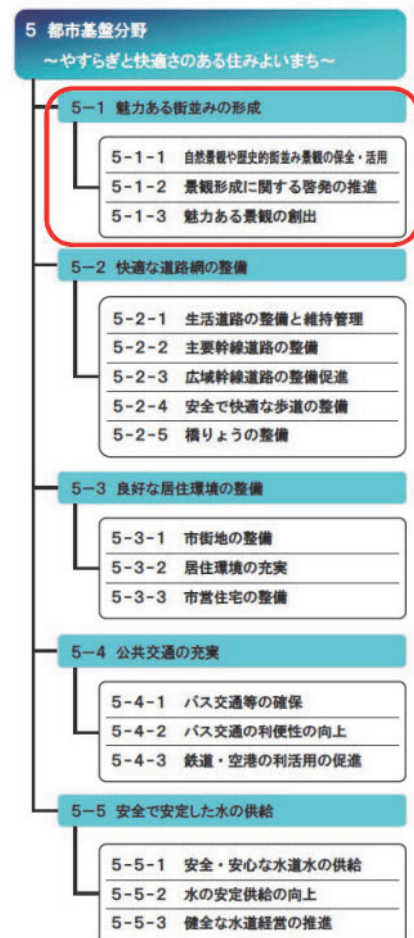 5 都市基盤分野
～やすらぎと快適さのある住みよいまち～
5－1 魅力ある街並みの形成
5-1-1 自然景観や歴史的街並み景観の保全・活用
5-1-2 景観形成に関する啓発の推進
5-1-3 魅力ある景観の創出
5－2 快適な道路網の整備
5-2-1 生活道路の整備と維持管理
5-2-2 主要幹線道路の整備
5-2-3 広域幹線道路の整備促進
5-2-4 安全で快適な歩道の整備
5-2-5 橋りょうの整備
5－3 良好な居住環境の整備
5-3-1 市街地の整備
5-3-2 居住環境の充実
5-3-3 市営住宅の整備
5－4 公共交通の充実
5-4-1 バス交通等の確保
5-4-2 バス交通の利便性の向上
5-4-3 鉄道・空港の利活用の促進
5－5 安全で安定した水の供給
5-5-1 安全・安心な水道水の供給
5-5-2 水の安定供給の向上
5-5-3 健全な水道経営の推進